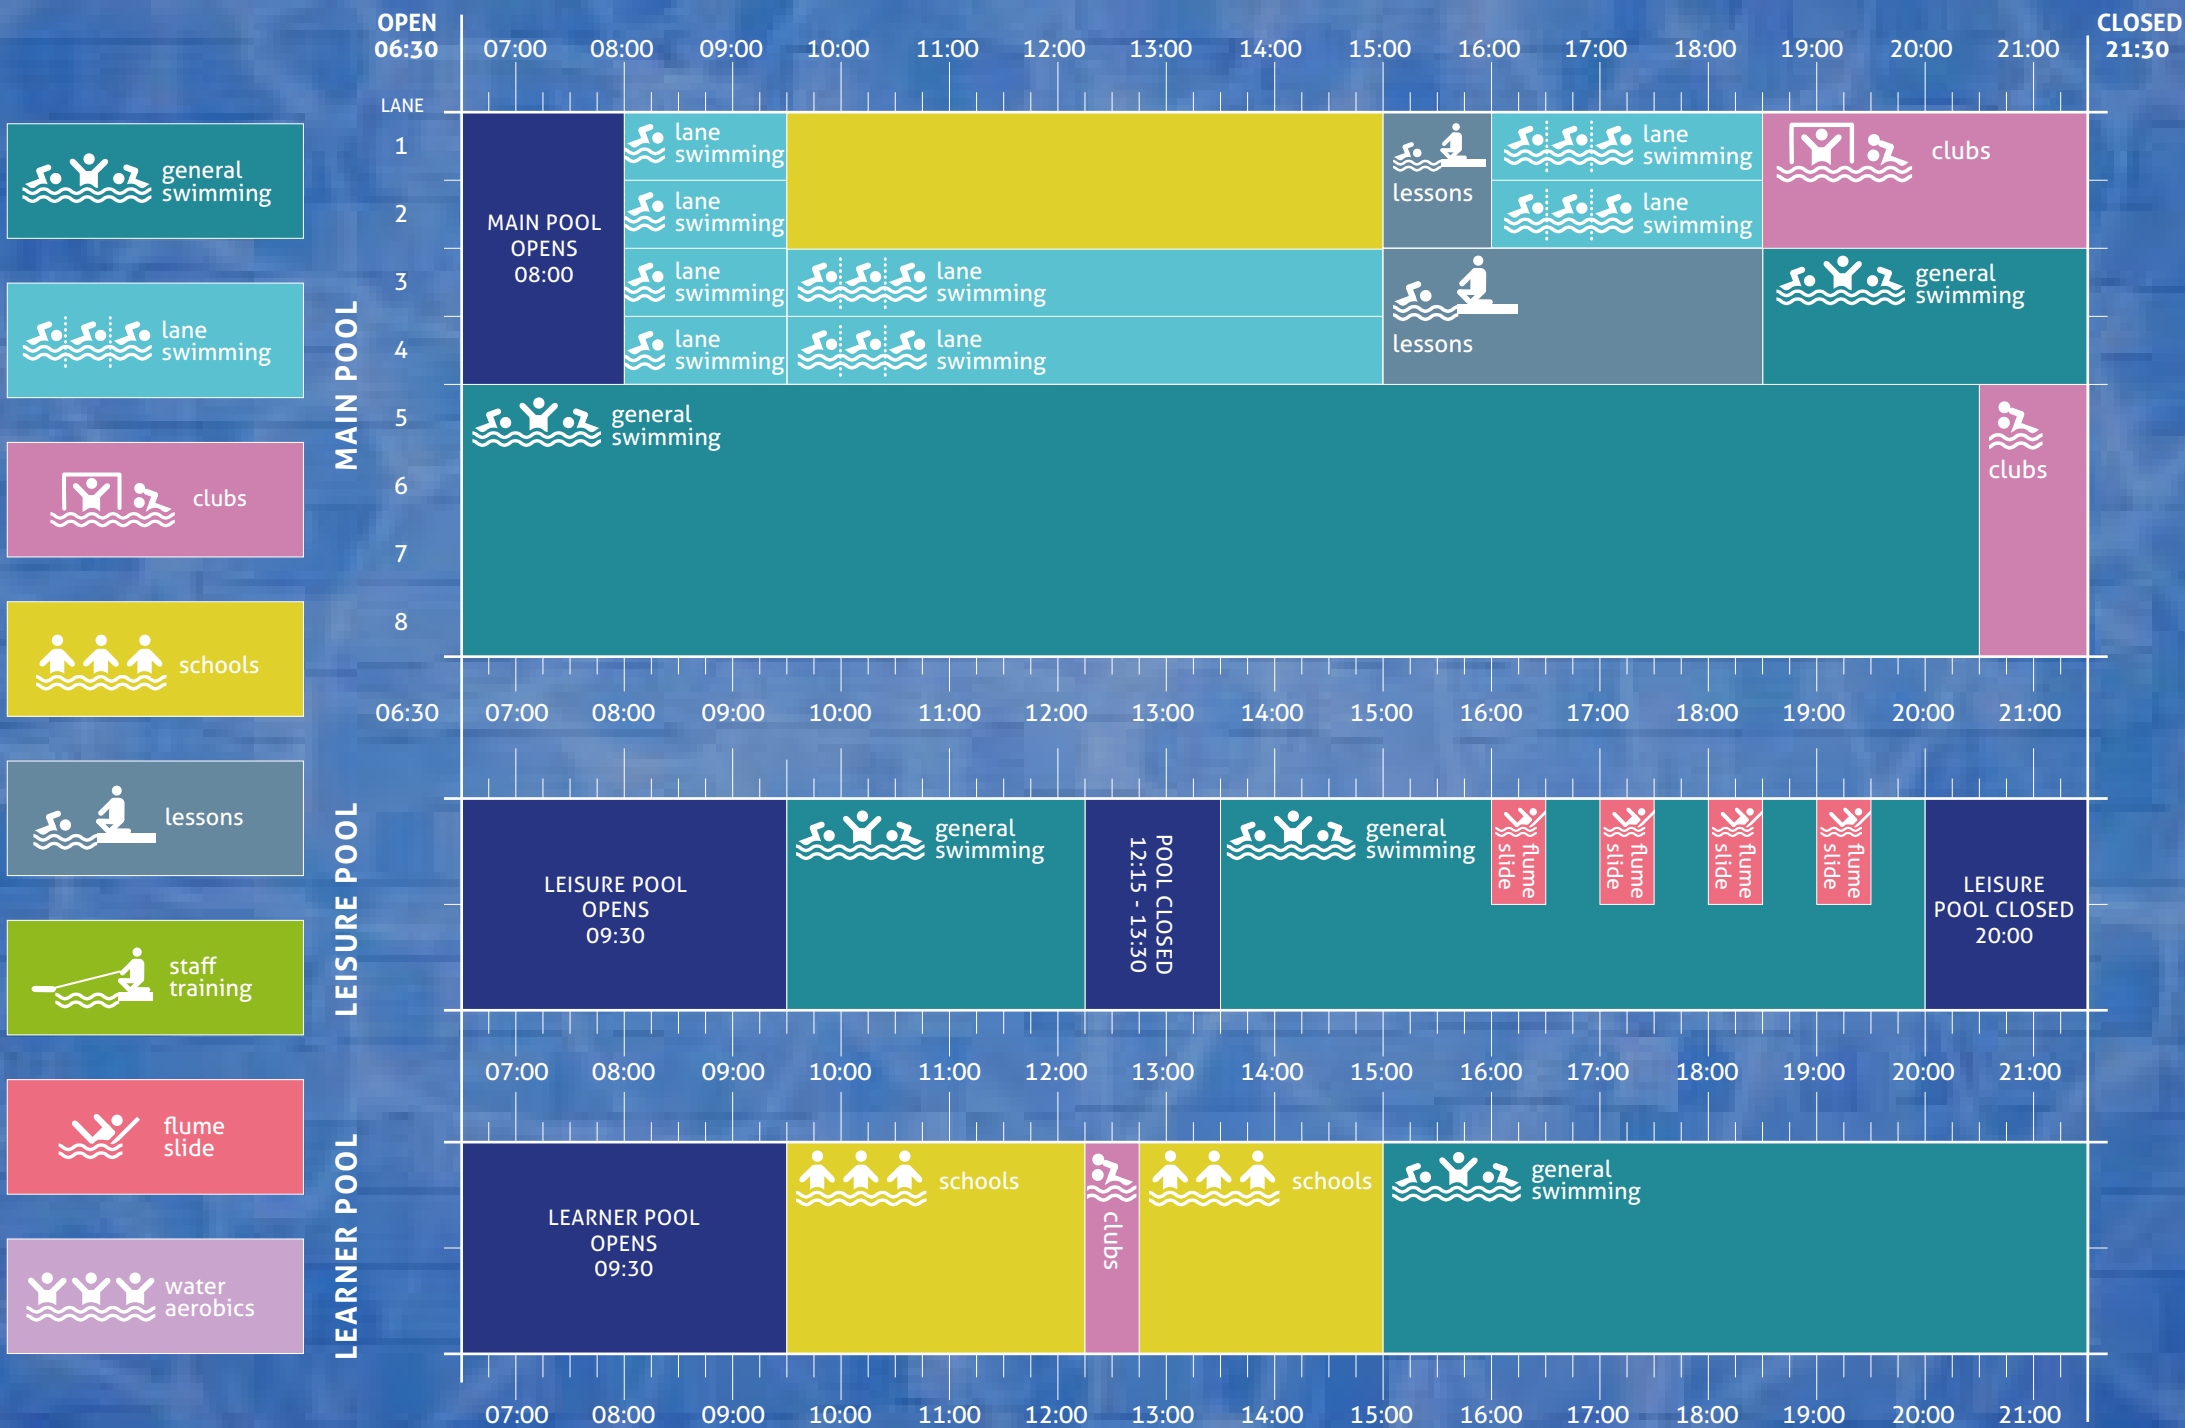 OPEN
06:30
07:00 08:00 09:00 10:00 11:00 12:00 13:00 14:00 15:00 16:00 17:00 18:00 19:00 20:00 21:00
CLOSED
21:30
general
swimming
lane
swimming
clubs
schools
lessons
staff
training
flume
slide
water
aerobics
MAIN POOL
LANE
1
2
3
4
5
6
7
8
MAIN POOL
OPENS
08:00
lane
swimming
lane
swimming
lane
swimming
lane
swimming
lane
swimming
lane
swimming
lessons
lessons
lane
swimming
lane
swimming
clubs
general
swimming
general
swimming
clubs
06:30 07:00 08:00 09:00 10:00 11:00 12:00 13:00 14:00 15:00 16:00 17:00 18:00 19:00 20:00 21:00
LEISURE POOL
LEISURE POOL
OPENS
09:30
general
swimming
POOL CLOSED
12:15 - 13:30
general
swimming
flume
slide
flume
slide
flume
slide
flume
slide
LEISURE
POOL CLOSED
20:00
07:00 08:00 09:00 10:00 11:00 12:00 13:00 14:00 15:00 16:00 17:00 18:00 19:00 20:00 21:00
LEARNER POOL
LEARNER POOL
OPENS
09:30
schools
clubs
schools
general
swimming
07:00 08:00 09:00 10:00 11:00 12:00 13:00 14:00 15:00 16:00 17:00 18:00 19:00 20:00 21:00